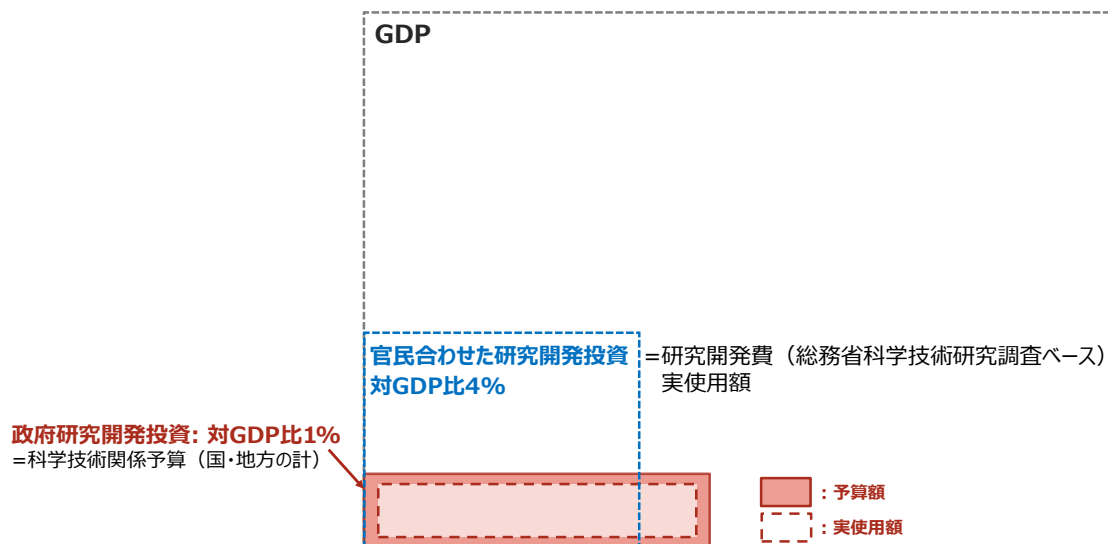 GDP
官民合わせた研究開発投資
対GDP比4%
=研究開発費（総務省科学技術研究調査ベース）
実使用額
政府研究開発投資: 対GDP比1%
=科学技術関係予算（国・地方の計）
：予算額
：実使用額